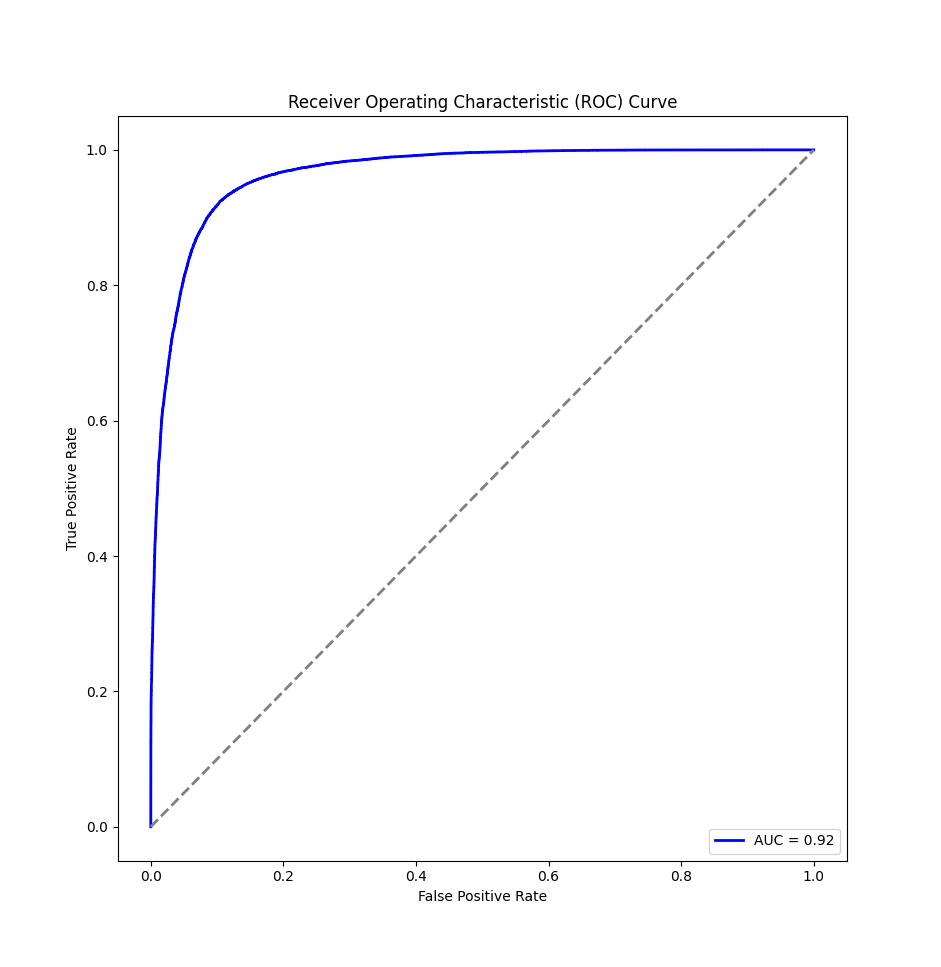 Receiver Operating Characteristic (ROC) Curve
True Positive Rate
1.0
0.8
0.6
0.4
0.2
0.0
AUC = 0.92
0.0 0.2 0.4 0.6 0.8 1.0
False Positive Rate